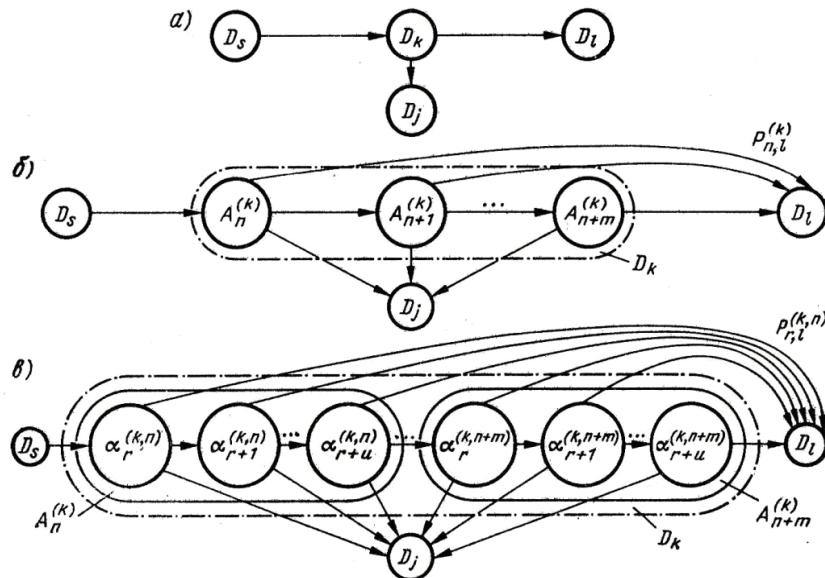 а)
D_s D_k D_l
D_j
б)
P_{n,l}^{(k)}
D_s A_n^{(k)} A_{n+1}^{(k)} ... A_{n+m}^{(k)} D_l
D_k
D_j
в)
P_{r,l}^{(k,n)}
D_s α_r^{(k,n)} α_{r+1}^{(k,n)} ... α_{r+u}^{(k,n)} ... α_r^{(k,n+m)} α_{r+1}^{(k,n+m)} ... α_{r+u}^{(k,n+m)} D_l
A_n^{(k)} A_{n+m}^{(k)}
D_k
D_j